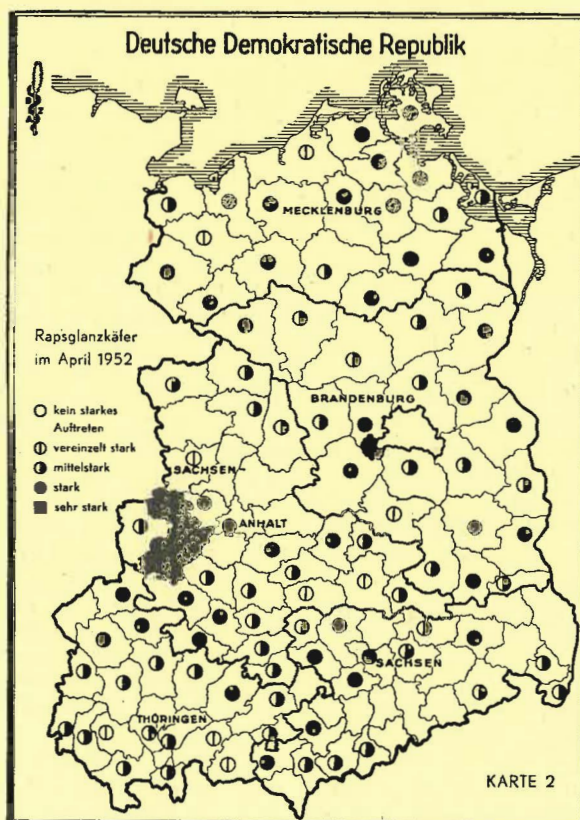 Deutsche Demokratische Republik
MECKLENBURG
Rapsglanzkäfer
im April 1952
BRANDENBURG
kein starkes
Auftreten
vereinzelt stark
mittelstark
stark
sehr stark
SACHSEN-
ANHALT
SACHSEN
THÜRINGEN
KARTE 2